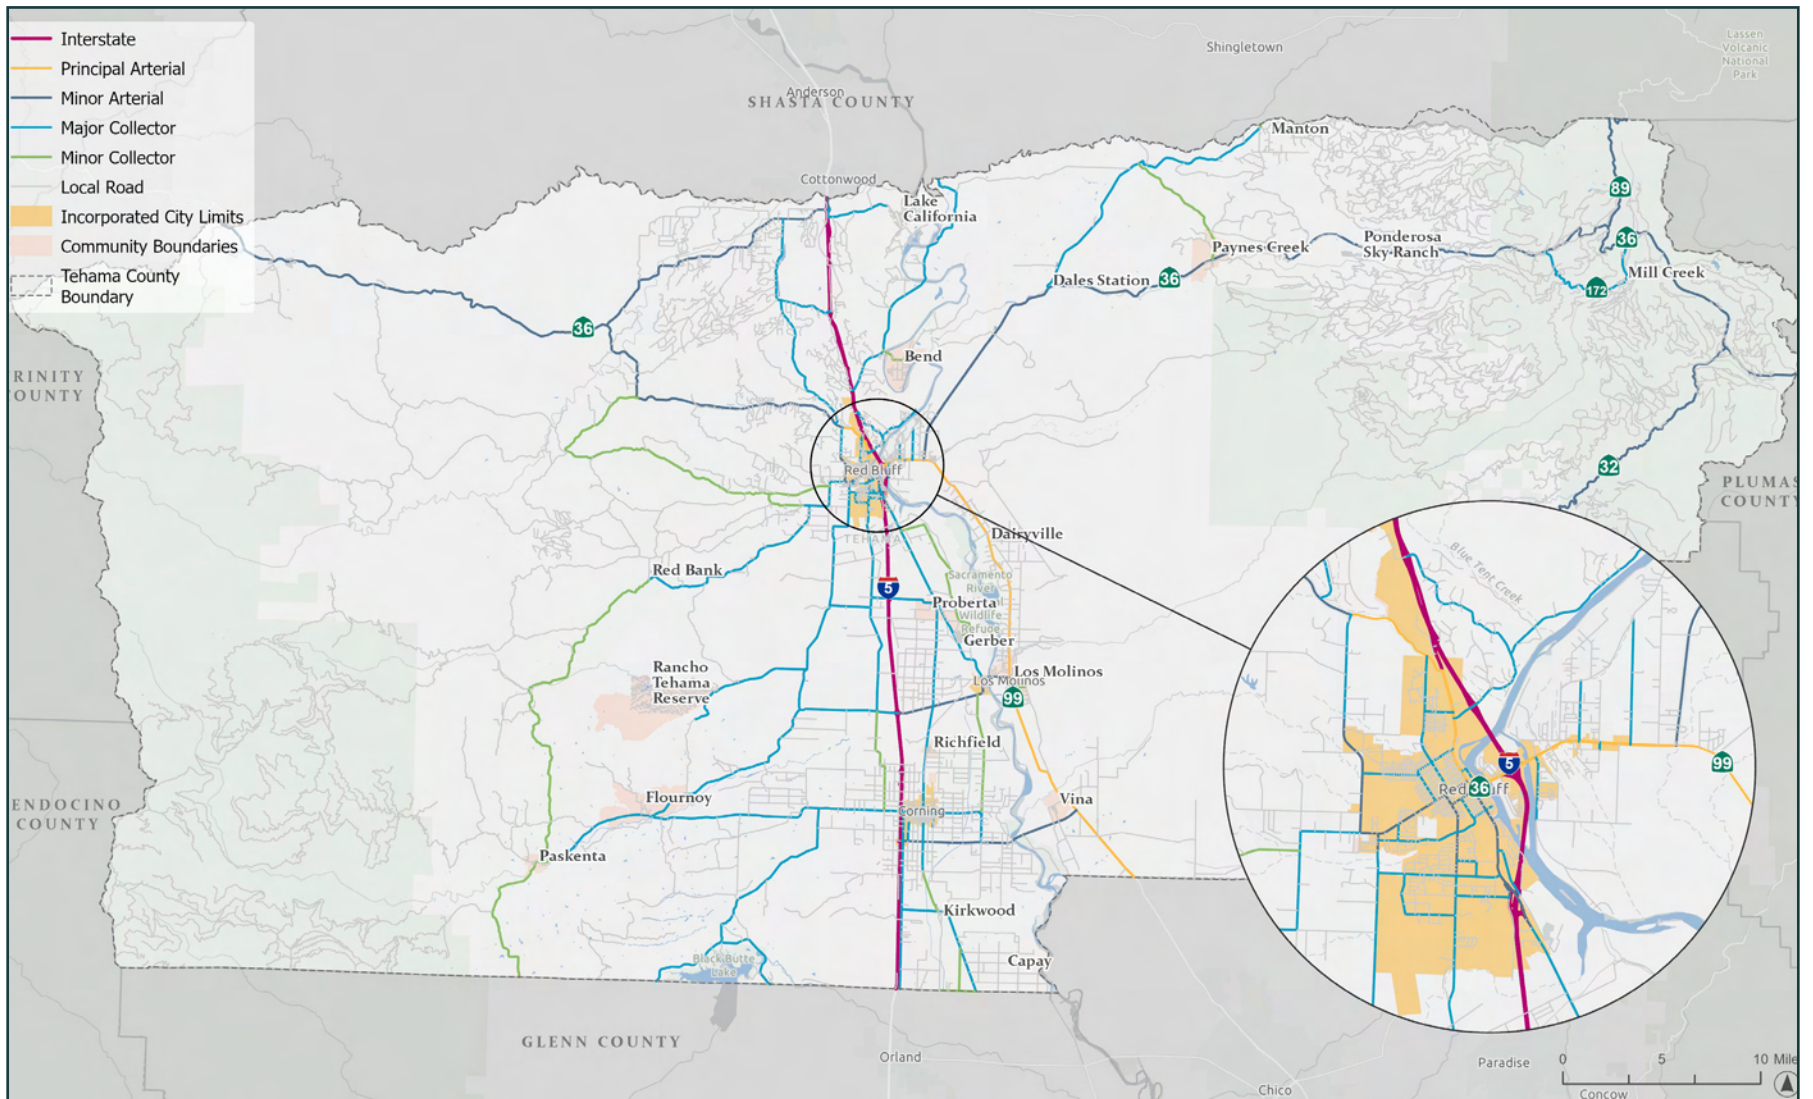 Interstate
Principal Arterial
Minor Arterial
Major Collector
Minor Collector
Local Road
Incorporated City Limits
Community Boundaries
Tehama County
Boundary
Shingletown
Lassen
Volcanic
National
Park
Anderson
SHASTA COUNTY
Manton
Cottonwood
89
Lake
California
36
Paynes Creek
Ponderosa
Sky Ranch
Mill Creek
Dales Station
36
172
36
Bend
RINITY
COUNTY
Red Bluff
32
PLUMAS
COUNTY
Dairyville
TEHAMA
Red Bank
5
Sacramento
River
Wildlife
Refuge
Proberta
Gerber
Blue Tent Creek
Rancho
Tehama
Reserve
Los Molinos
Los Molinos
99
Richfield
5
99
36
Red Bluff
Flournoy
Vina
Corning
ENDOCINO
COUNTY
Paskenta
Kirkwood
Black Butte
Lake
Capay
GLENN COUNTY
Orland
Paradise
Chico
Concow
0 5 10 Mile